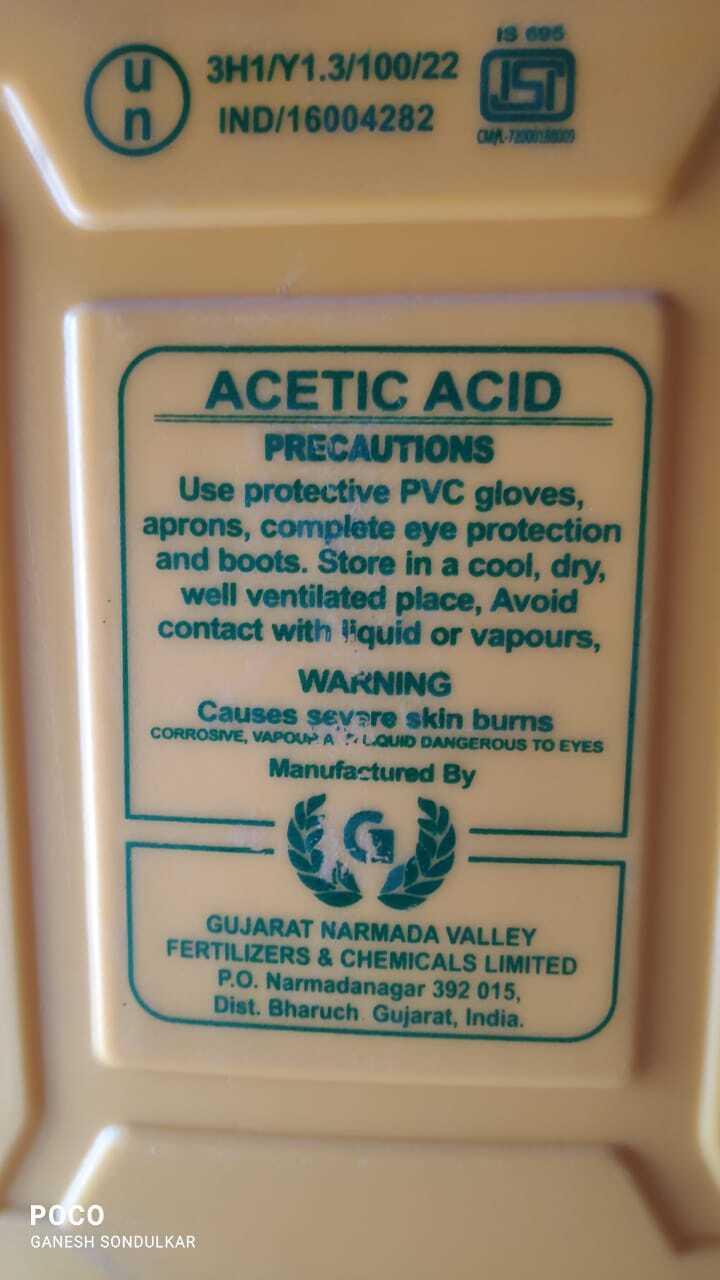 IS 695
un
3H1/Y1.3/100/22
IND/16004282
ISI
CM/L-
ACETIC ACID
PRECAUTIONS
Use protective PVC gloves,
aprons, complete eye protection
and boots. Store in a cool, dry,
well ventilated place, Avoid
contact with liquid or vapours,
WARNING
Causes severe skin burns
CORROSIVE, VAPOUR LIQUID DANGEROUS TO EYES
Manufactured By
G
GUJARAT NARMADA VALLEY
FERTILIZERS & CHEMICALS LIMITED
P.O. Narmadanagar 392 015,
Dist. Bharuch Gujarat, India.
POCO
GANESH SONDULKAR